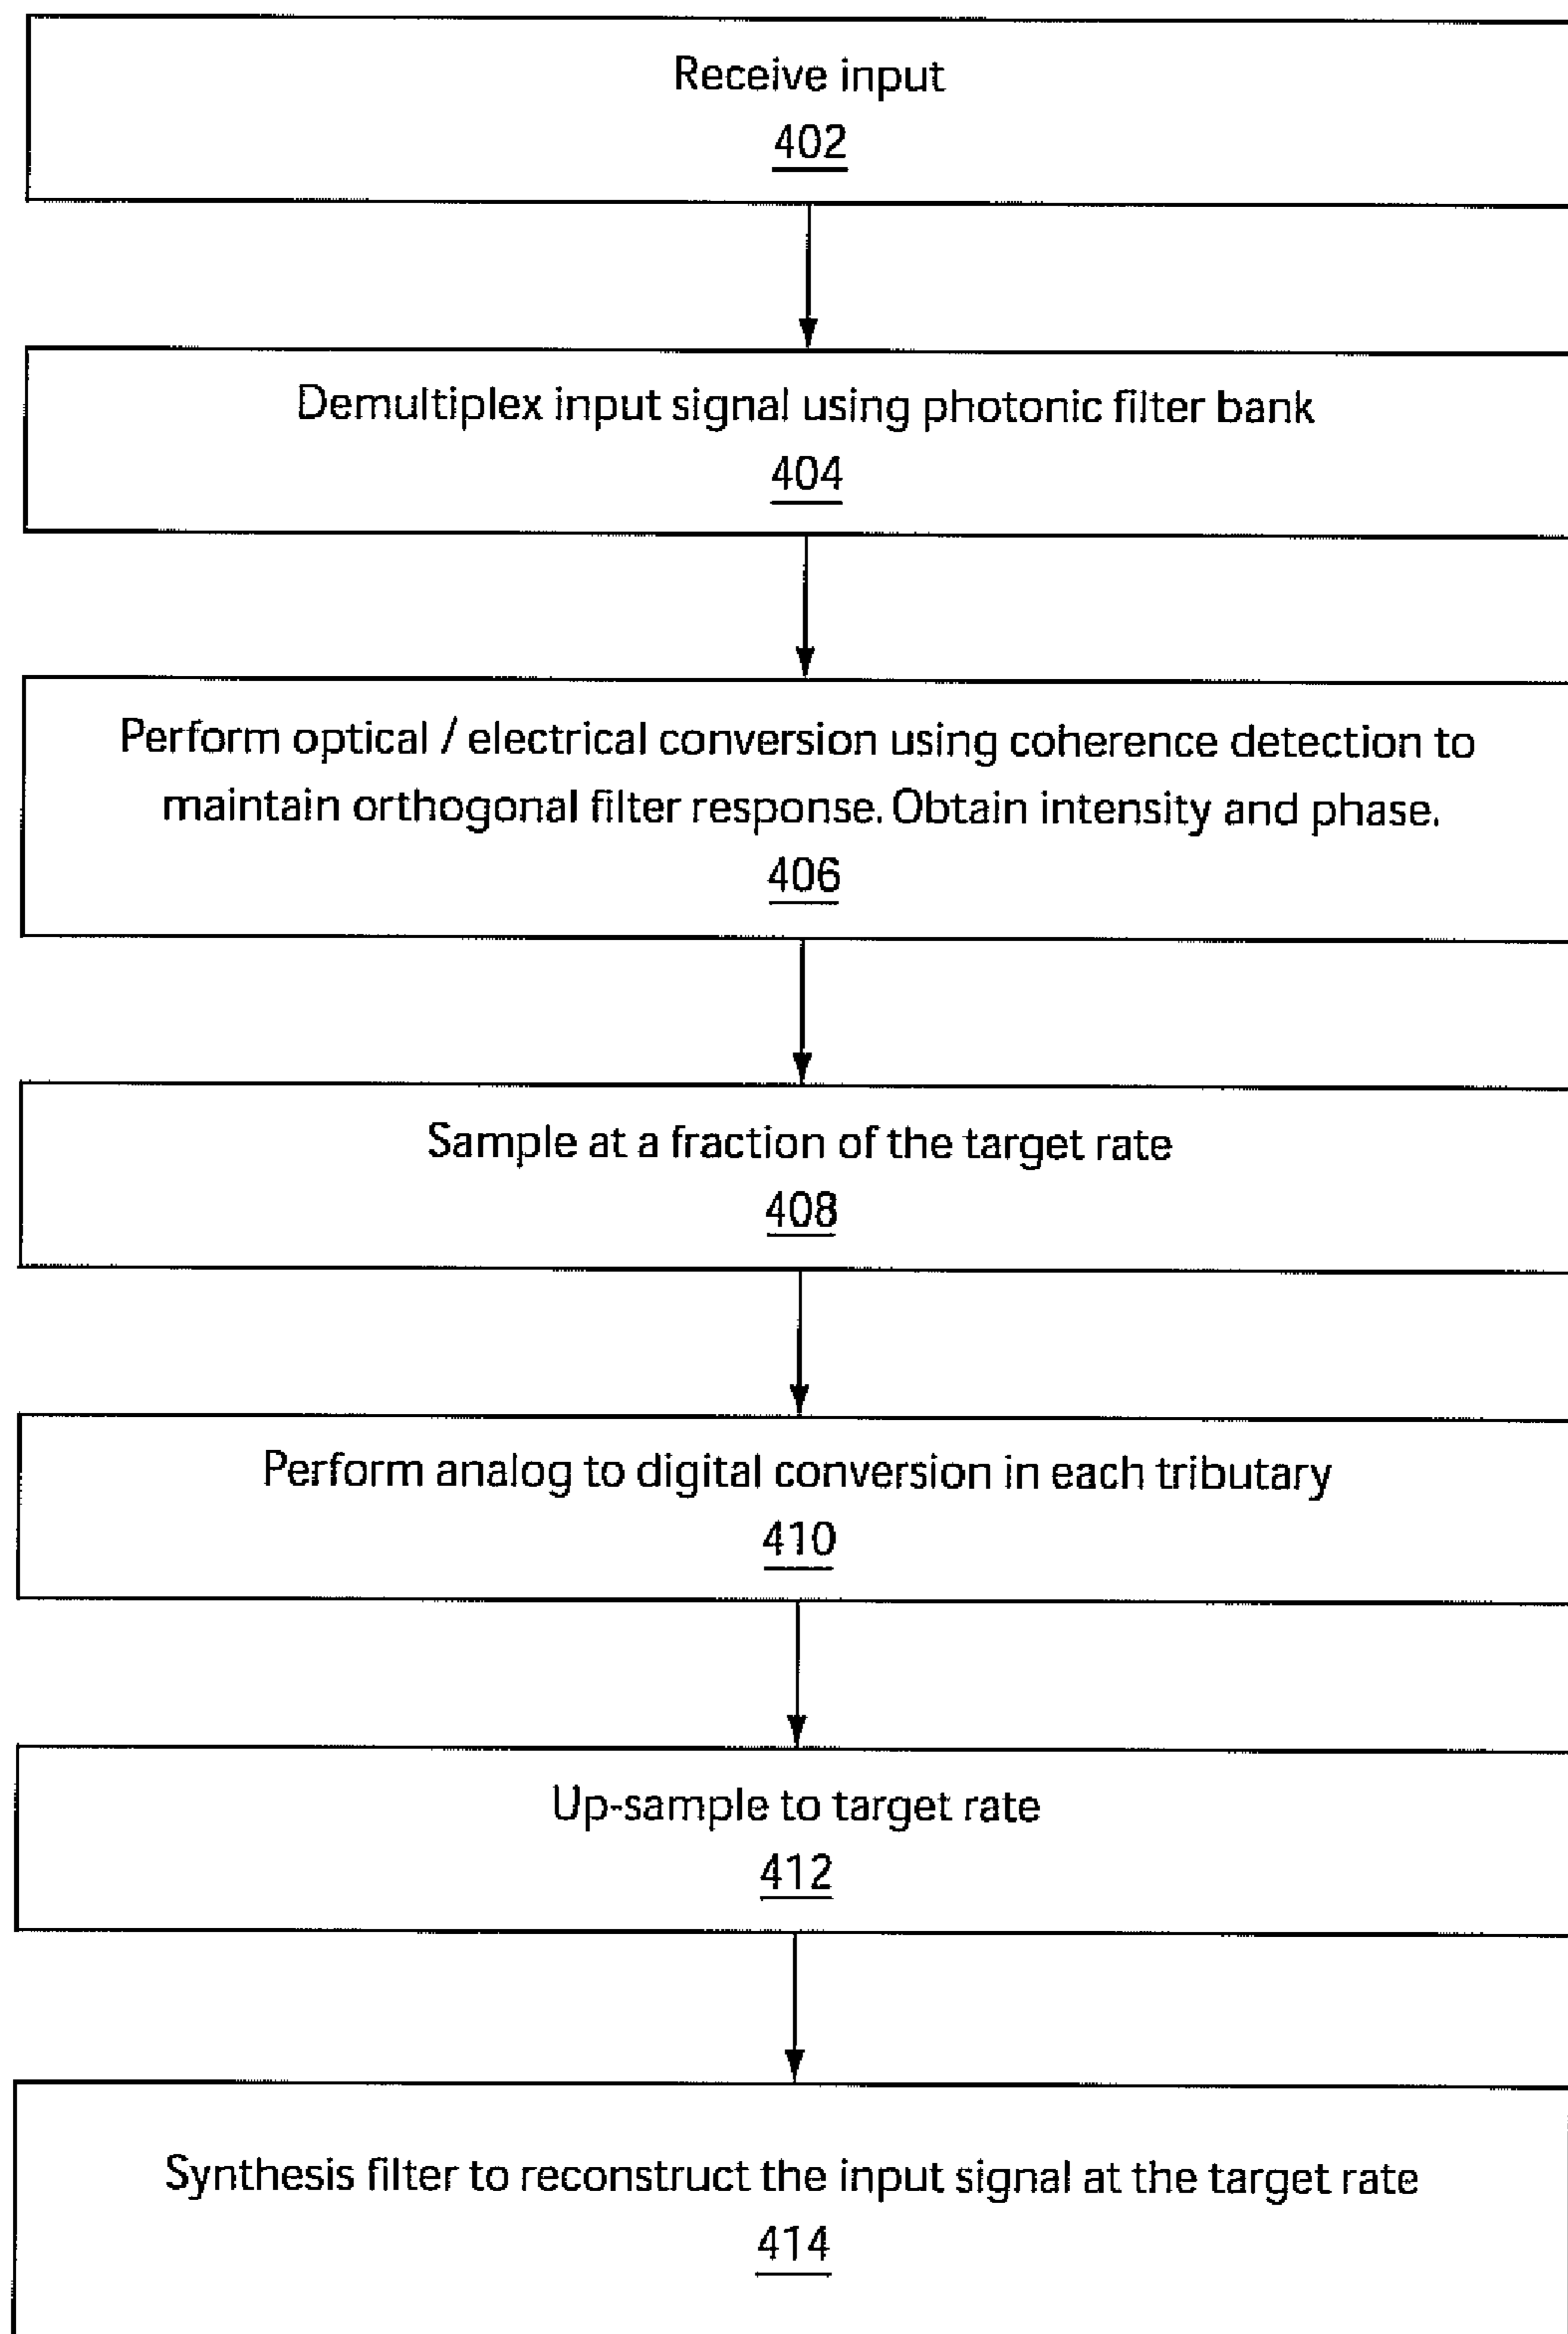 Receive input
402
Demultiplex input signal using photonic filter bank
404
Perform optical / electrical conversion using coherence detection to
maintain orthogonal filter response. Obtain intensity and phase.
406
Sample at a fraction of the target rate
408
Perform analog to digital conversion in each tributary
410
Up-sample to target rate
412
Synthesis filter to reconstruct the input signal at the target rate
414